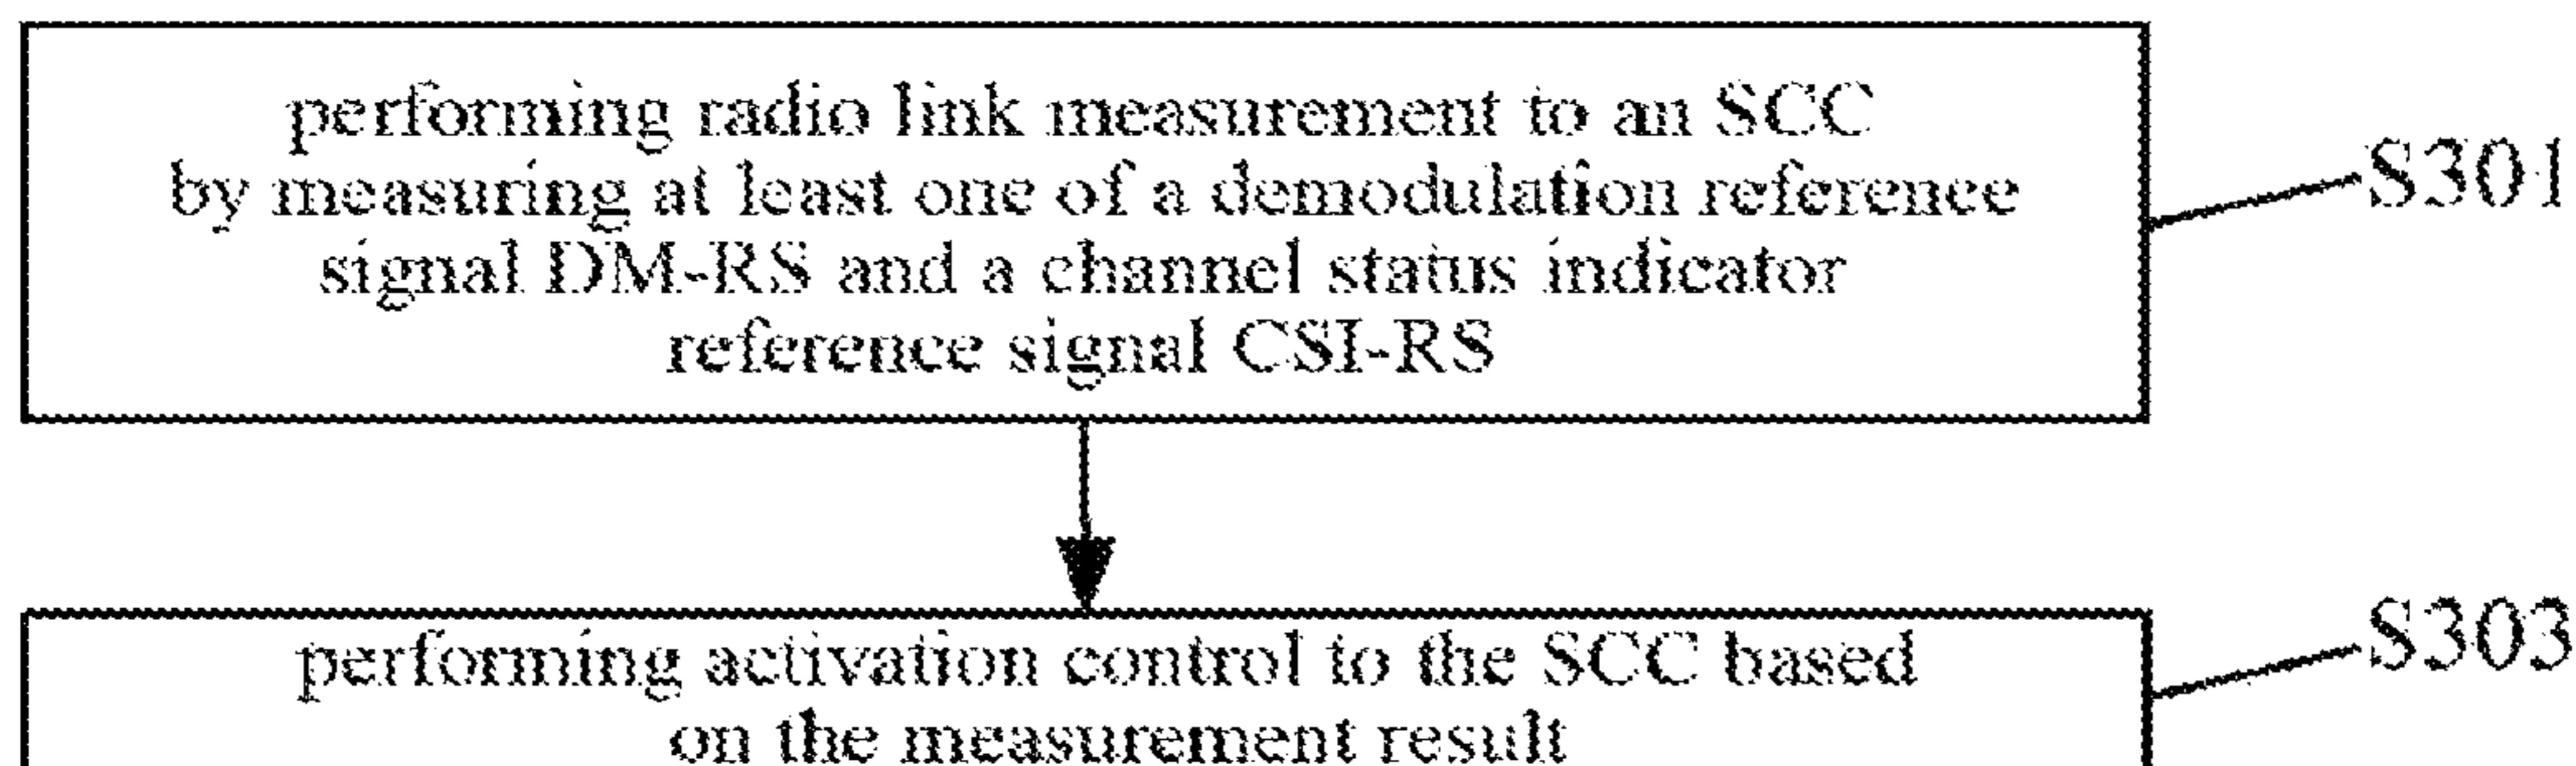 performing radio link measurement to an SCC
by measuring at least one of a demodulation reference
signal DM-RS and a channel status indicator
reference signal CSI-RS
S301
performing activation control to the SCC based
on the measurement result
S303